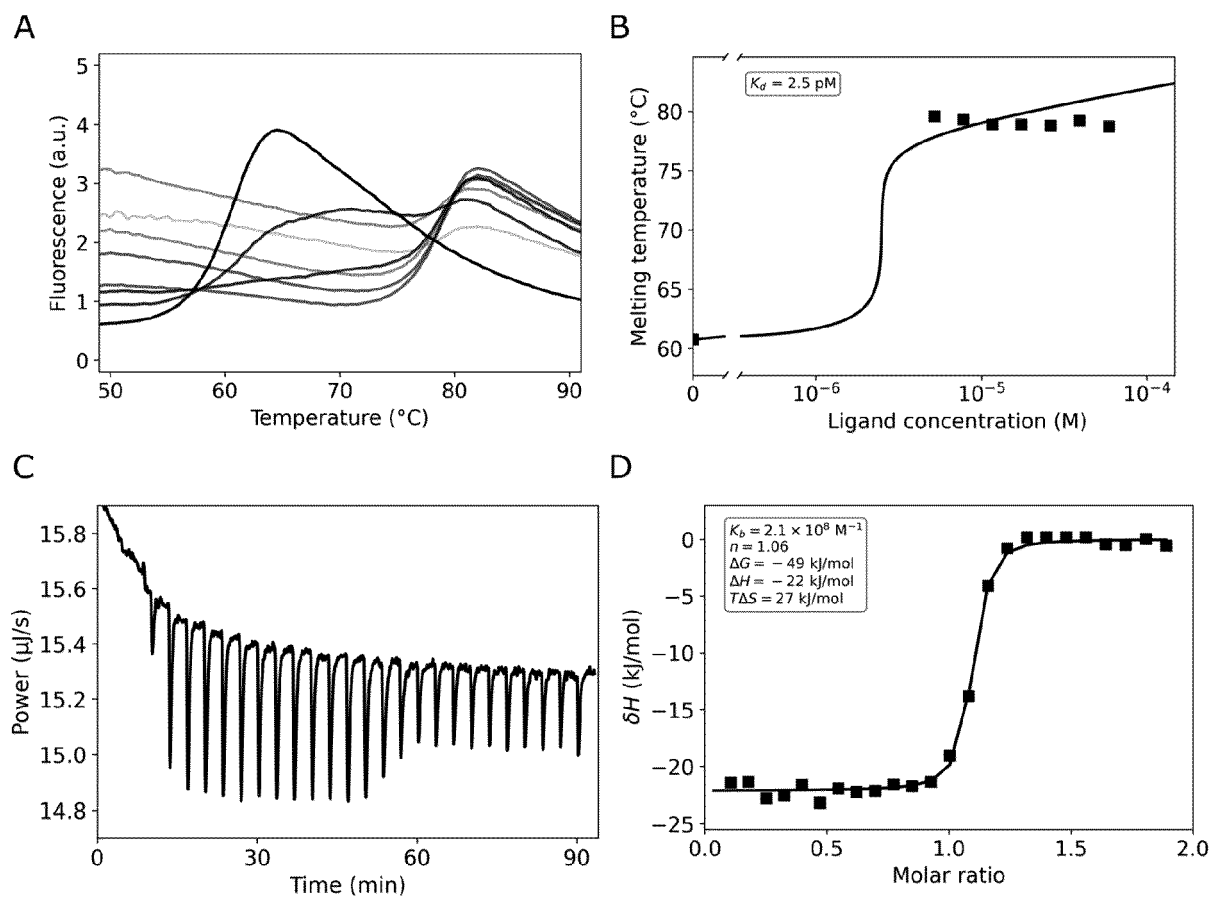 A
Fluorescence (a.u.)
5
4
3
2
1
0
50 60 70 80 90
Temperature (°C)
B
K_d = 2.5 pM
Melting temperature (°C)
80
75
70
65
60
0 10⁻⁶ 10⁻⁵ 10⁻⁴
Ligand concentration (M)
C
Power (µJ/s)
15.8
15.6
15.4
15.2
15.0
14.8
0 30 60 90
Time (min)
D
K_b = 2.1 × 10⁸ M⁻¹
n = 1.06
ΔG = − 49 kJ/mol
ΔH = − 22 kJ/mol
TΔS = 27 kJ/mol
δH (kJ/mol)
0
−5
−10
−15
−20
−25
0.0 0.5 1.0 1.5 2.0
Molar ratio